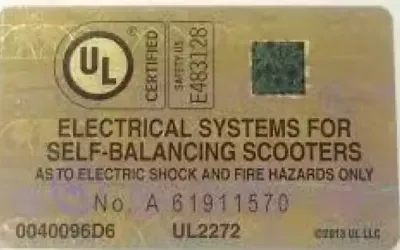 UL
®
CERTIFIED
SAFETY US
E483128
ELECTRICAL SYSTEMS FOR
SELF-BALANCING SCOOTERS
AS TO ELECTRIC SHOCK AND FIRE HAZARDS ONLY
No. A 61911570
0040096D6 UL2272 ©2013 UL LLC